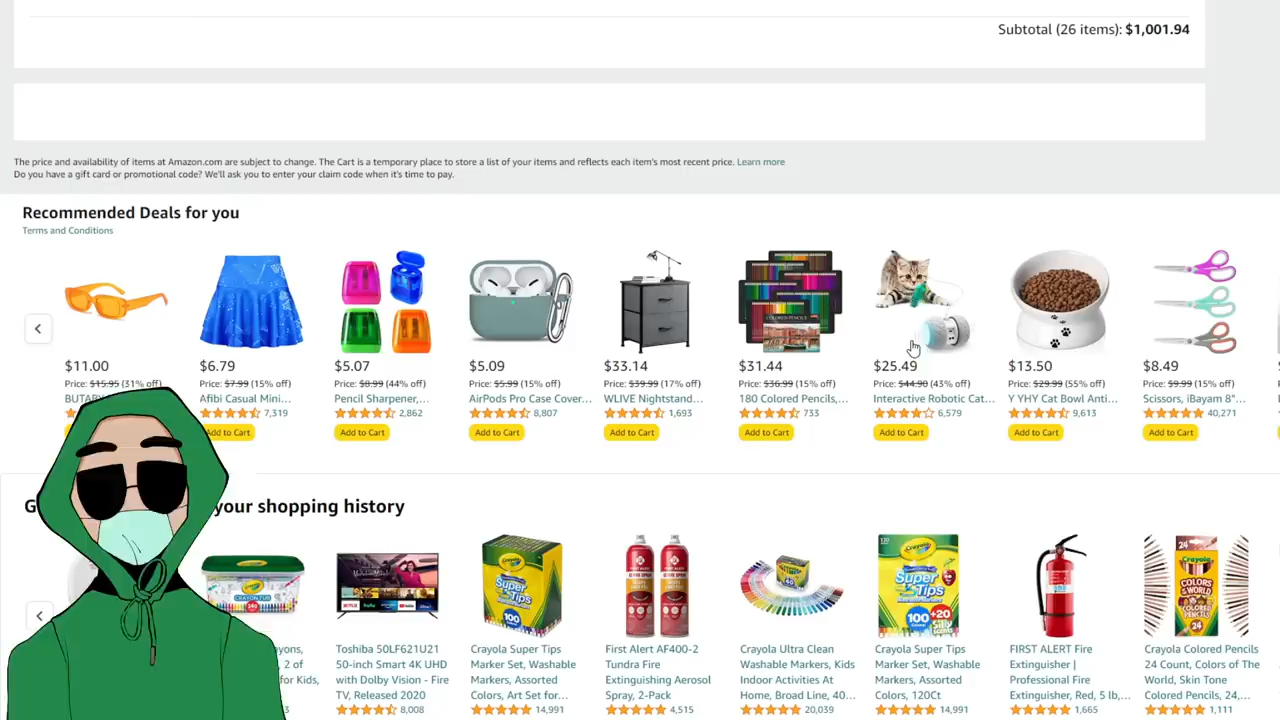 Subtotal (26 items): $1,001.94
The price and availability of items at Amazon.com are subject to change. The Cart is a temporary place to store a list of your items and reflects each item's most recent price. Learn more
Do you have a gift card or promotional code? We'll ask you to enter your claim code when it's time to pay.
Recommended Deals for you
Terms and Conditions
$11.00 $6.79 $5.07 $5.09 $33.14 $31.44 $25.49 $13.50 $8.49
Price: $15.95 (31% off) Price: $7.99 (15% off) Price: $8.99 (44% off) Price: $5.99 (15% off) Price: $39.99 (17% off) Price: $36.99 (15% off) Price: $44.90 (43% off) Price: $29.99 (55% off) Price: $9.99 (15% off)
Afibi Casual Mini... Pencil Sharpener,... AirPods Pro Case Cover... WLIVE Nightstand... 180 Colored Pencils,... Interactive Robotic Cat... Y YHY Cat Bowl Anti... Scissors, iBayam 8"...
7,319 2,862 8,807 1,693 733 6,579 9,613 40,271
Add to Cart Add to Cart Add to Cart Add to Cart Add to Cart Add to Cart Add to Cart
your shopping history
Toshiba 50LF621U21 Crayola Super Tips First Alert AF400-2 Crayola Ultra Clean Crayola Super Tips FIRST ALERT Fire Crayola Colored Pencils
2 of 50-inch Smart 4K UHD Marker Set, Washable Tundra Fire Washable Markers, Kids Marker Set, Washable Extinguisher | 24 Count, Colors of The
for Kids, with Dolby Vision - Fire Markers, Assorted Extinguishing Aerosol Indoor Activities At Markers, Assorted Professional Fire World, Skin Tone
TV, Released 2020 Colors, Art Set for... Spray, 2-Pack Home, Broad Line, 40... Colors, 120Ct Extinguisher, Red, 5 lb,... Colored Pencils, 24,...
8,008 14,991 4,515 20,039 14,991 1,665 1,111